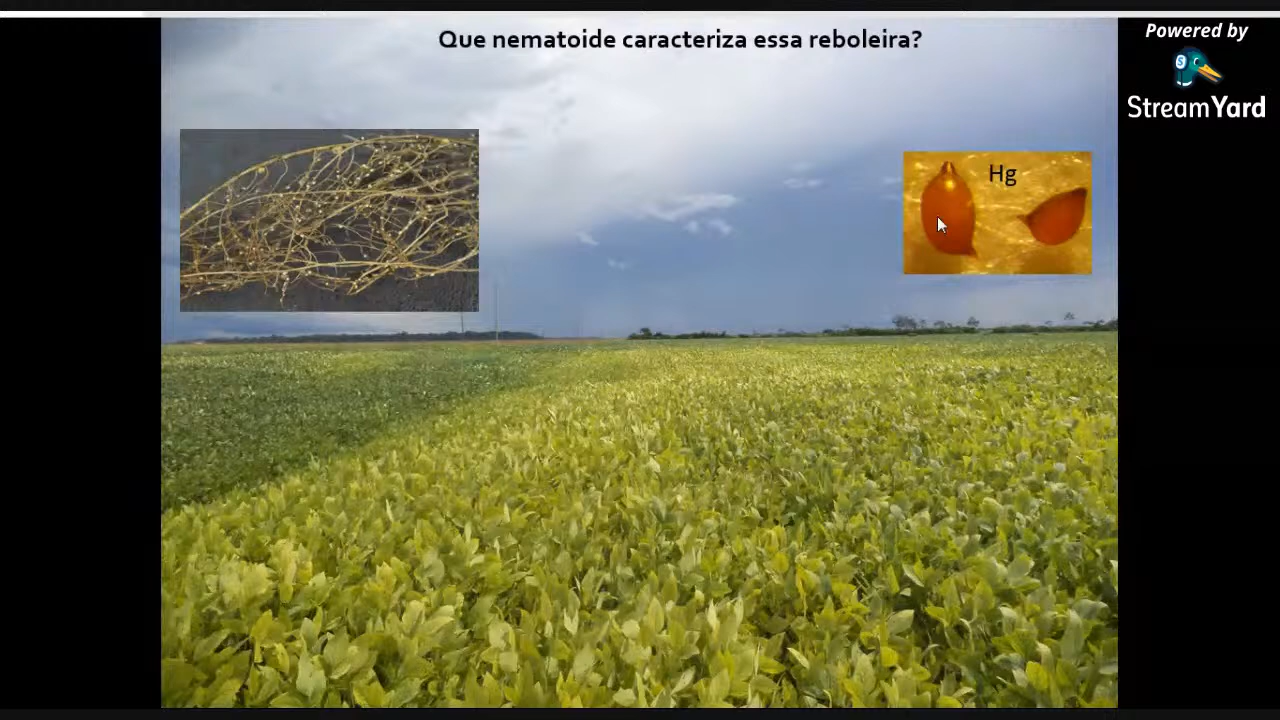 Que nematoide caracteriza essa reboleira?
Powered by
StreamYard
Hg